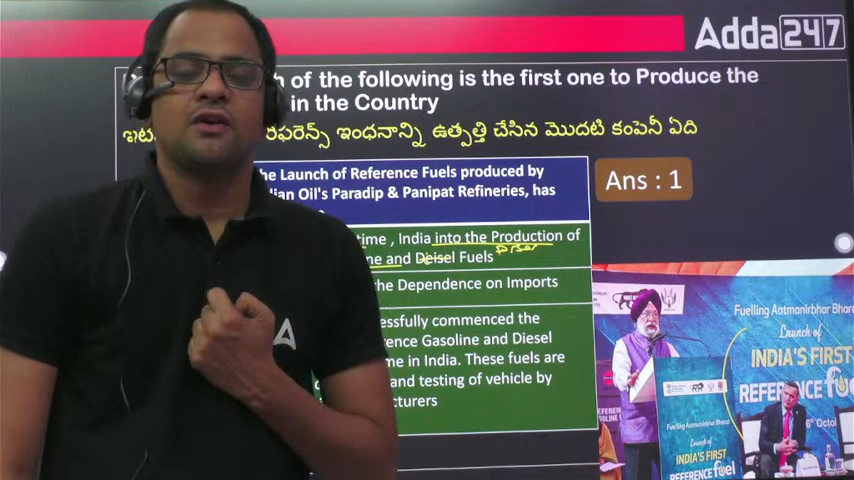 Adda 247
h of the following is the first one to Produce the
in the Country
రిఫరెన్స్ ఇంధనాన్ని ఉత్పత్తి చేసిన మొదటి కంపెనీ ఏది
he Launch of Reference Fuels produced by
ian Oil's Paradip & Panipat Refineries, has
Ans : 1
time , India into the Production of
ne and Deisel Fuels
he Dependence on Imports
essfully commenced the
rence Gasoline and Diesel
me in India. These fuels are
and testing of vehicle by
cturers
Fuelling Aatmanirbhar Bhara
Launch of
INDIA'S FIRST
REFERENCE fuel
Fuelling Aatmanirbhar Bharat
Launch of
INDIA'S FIRST
REFERENCE fuel